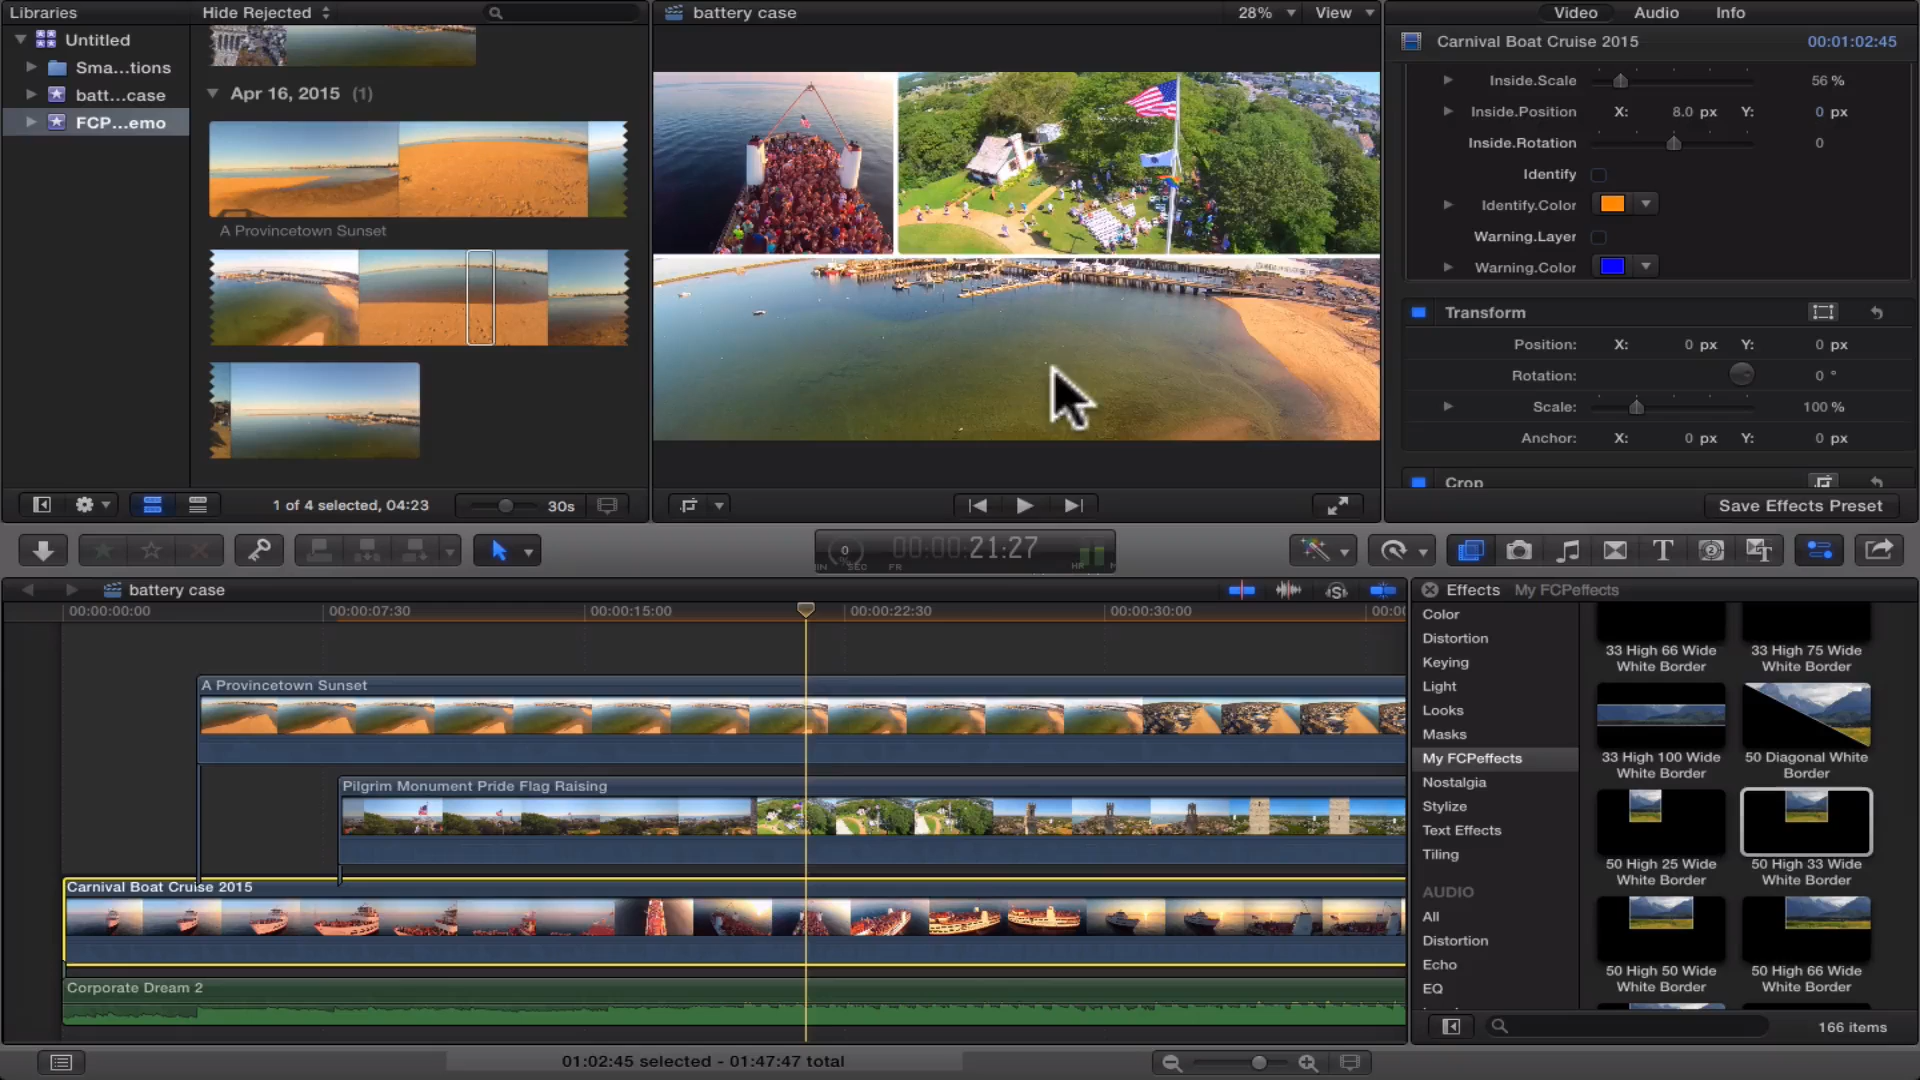 Libraries
Hide Rejected
Untitled
Sma...tions
batt...case
FCP...emo
Apr 16, 2015 (1)
A Provincetown Sunset
1 of 4 selected, 04:23
30s
battery case
28%
View
Video
Audio
Info
Carnival Boat Cruise 2015
00:01:02:45
Inside.Scale 56 %
Inside.Position X: 8.0 px Y: 0 px
Inside.Rotation 0
Identify
Identify.Color
Warning.Layer
Warning.Color
Transform
Position: X: 0 px Y: 0 px
Rotation: 0 °
Scale: 100 %
Anchor: X: 0 px Y: 0 px
Crop
Save Effects Preset
0
%
00:00:21:27
SEC FR HR
battery case
00:00:00:00
00:00:07:30
00:00:15:00
00:00:22:30
00:00:30:00
00:00
A Provincetown Sunset
Pilgrim Monument Pride Flag Raising
Carnival Boat Cruise 2015
Corporate Dream 2
01:02:45 selected - 01:47:47 total
Effects My FCPeffects
Color
Distortion
Keying
Light
Looks
Masks
My FCPeffects
Nostalgia
Stylize
Text Effects
Tiling
AUDIO
All
Distortion
Echo
EQ
33 High 66 Wide
White Border
33 High 75 Wide
White Border
33 High 100 Wide
White Border
50 Diagonal White
Border
50 High 25 Wide
White Border
50 High 33 Wide
White Border
50 High 50 Wide
White Border
50 High 66 Wide
White Border
166 items